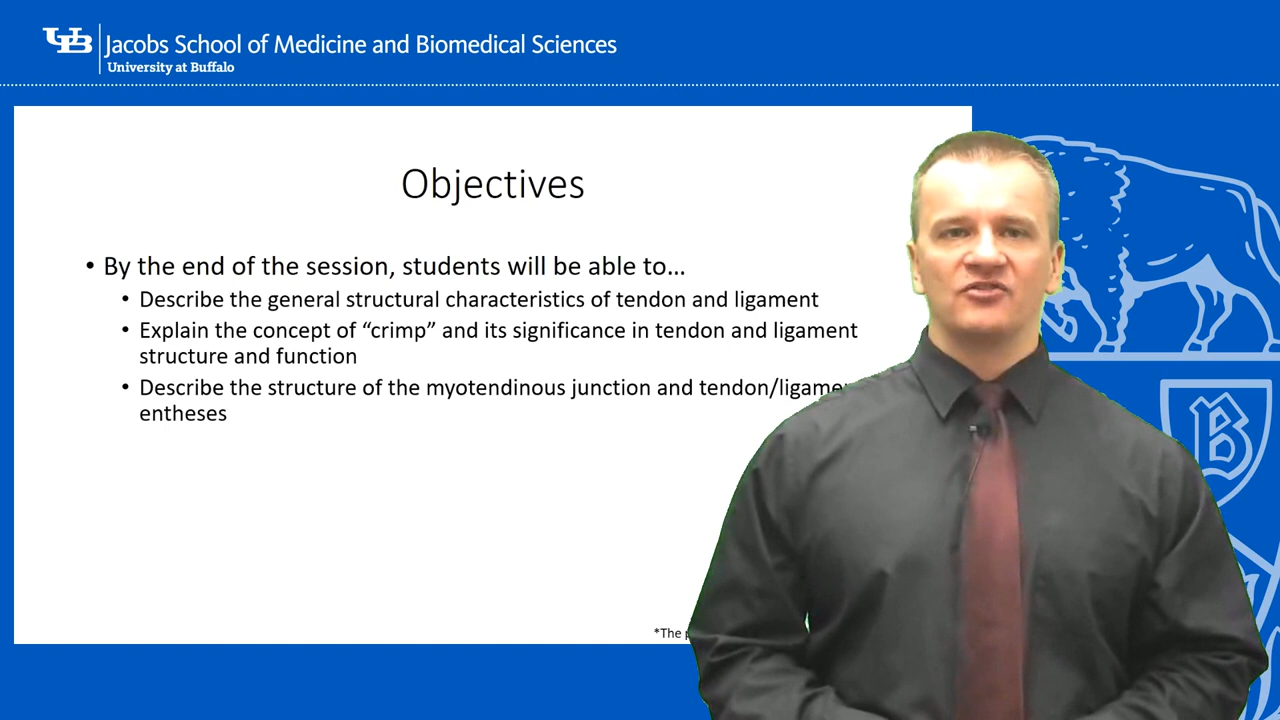 UB
Jacobs School of Medicine and Biomedical Sciences
University at Buffalo
Objectives
• By the end of the session, students will be able to…
• Describe the general structural characteristics of tendon and ligament
• Explain the concept of “crimp” and its significance in tendon and ligament
structure and function
• Describe the structure of the myotendinous junction and
entheses
*The
B